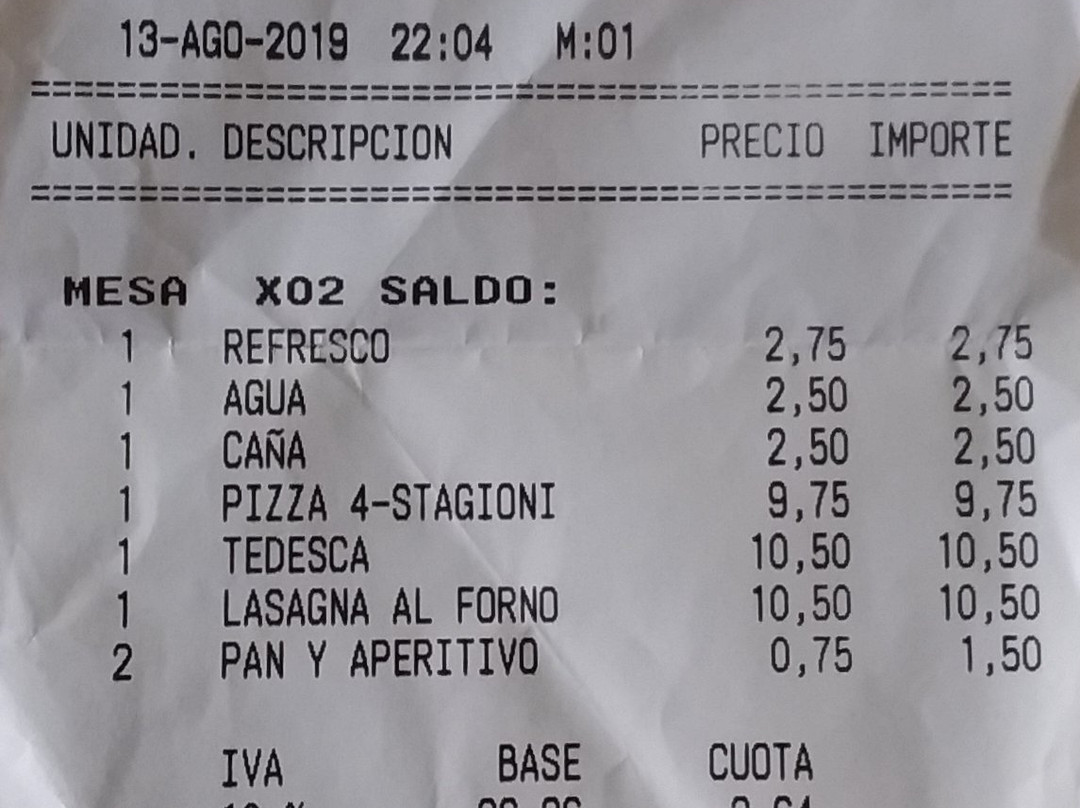 13-AGO-2019 22:04 M:01
==============================================
UNIDAD. DESCRIPCION PRECIO IMPORTE
==============================================
MESA X02 SALDO:
1 REFRESCO 2,75 2,75
1 AGUA 2,50 2,50
1 CAÑA 2,50 2,50
1 PIZZA 4-STAGIONI 9,75 9,75
1 TEDESCA 10,50 10,50
1 LASAGNA AL FORNO 10,50 10,50
2 PAN Y APERITIVO 0,75 1,50
IVA BASE CUOTA